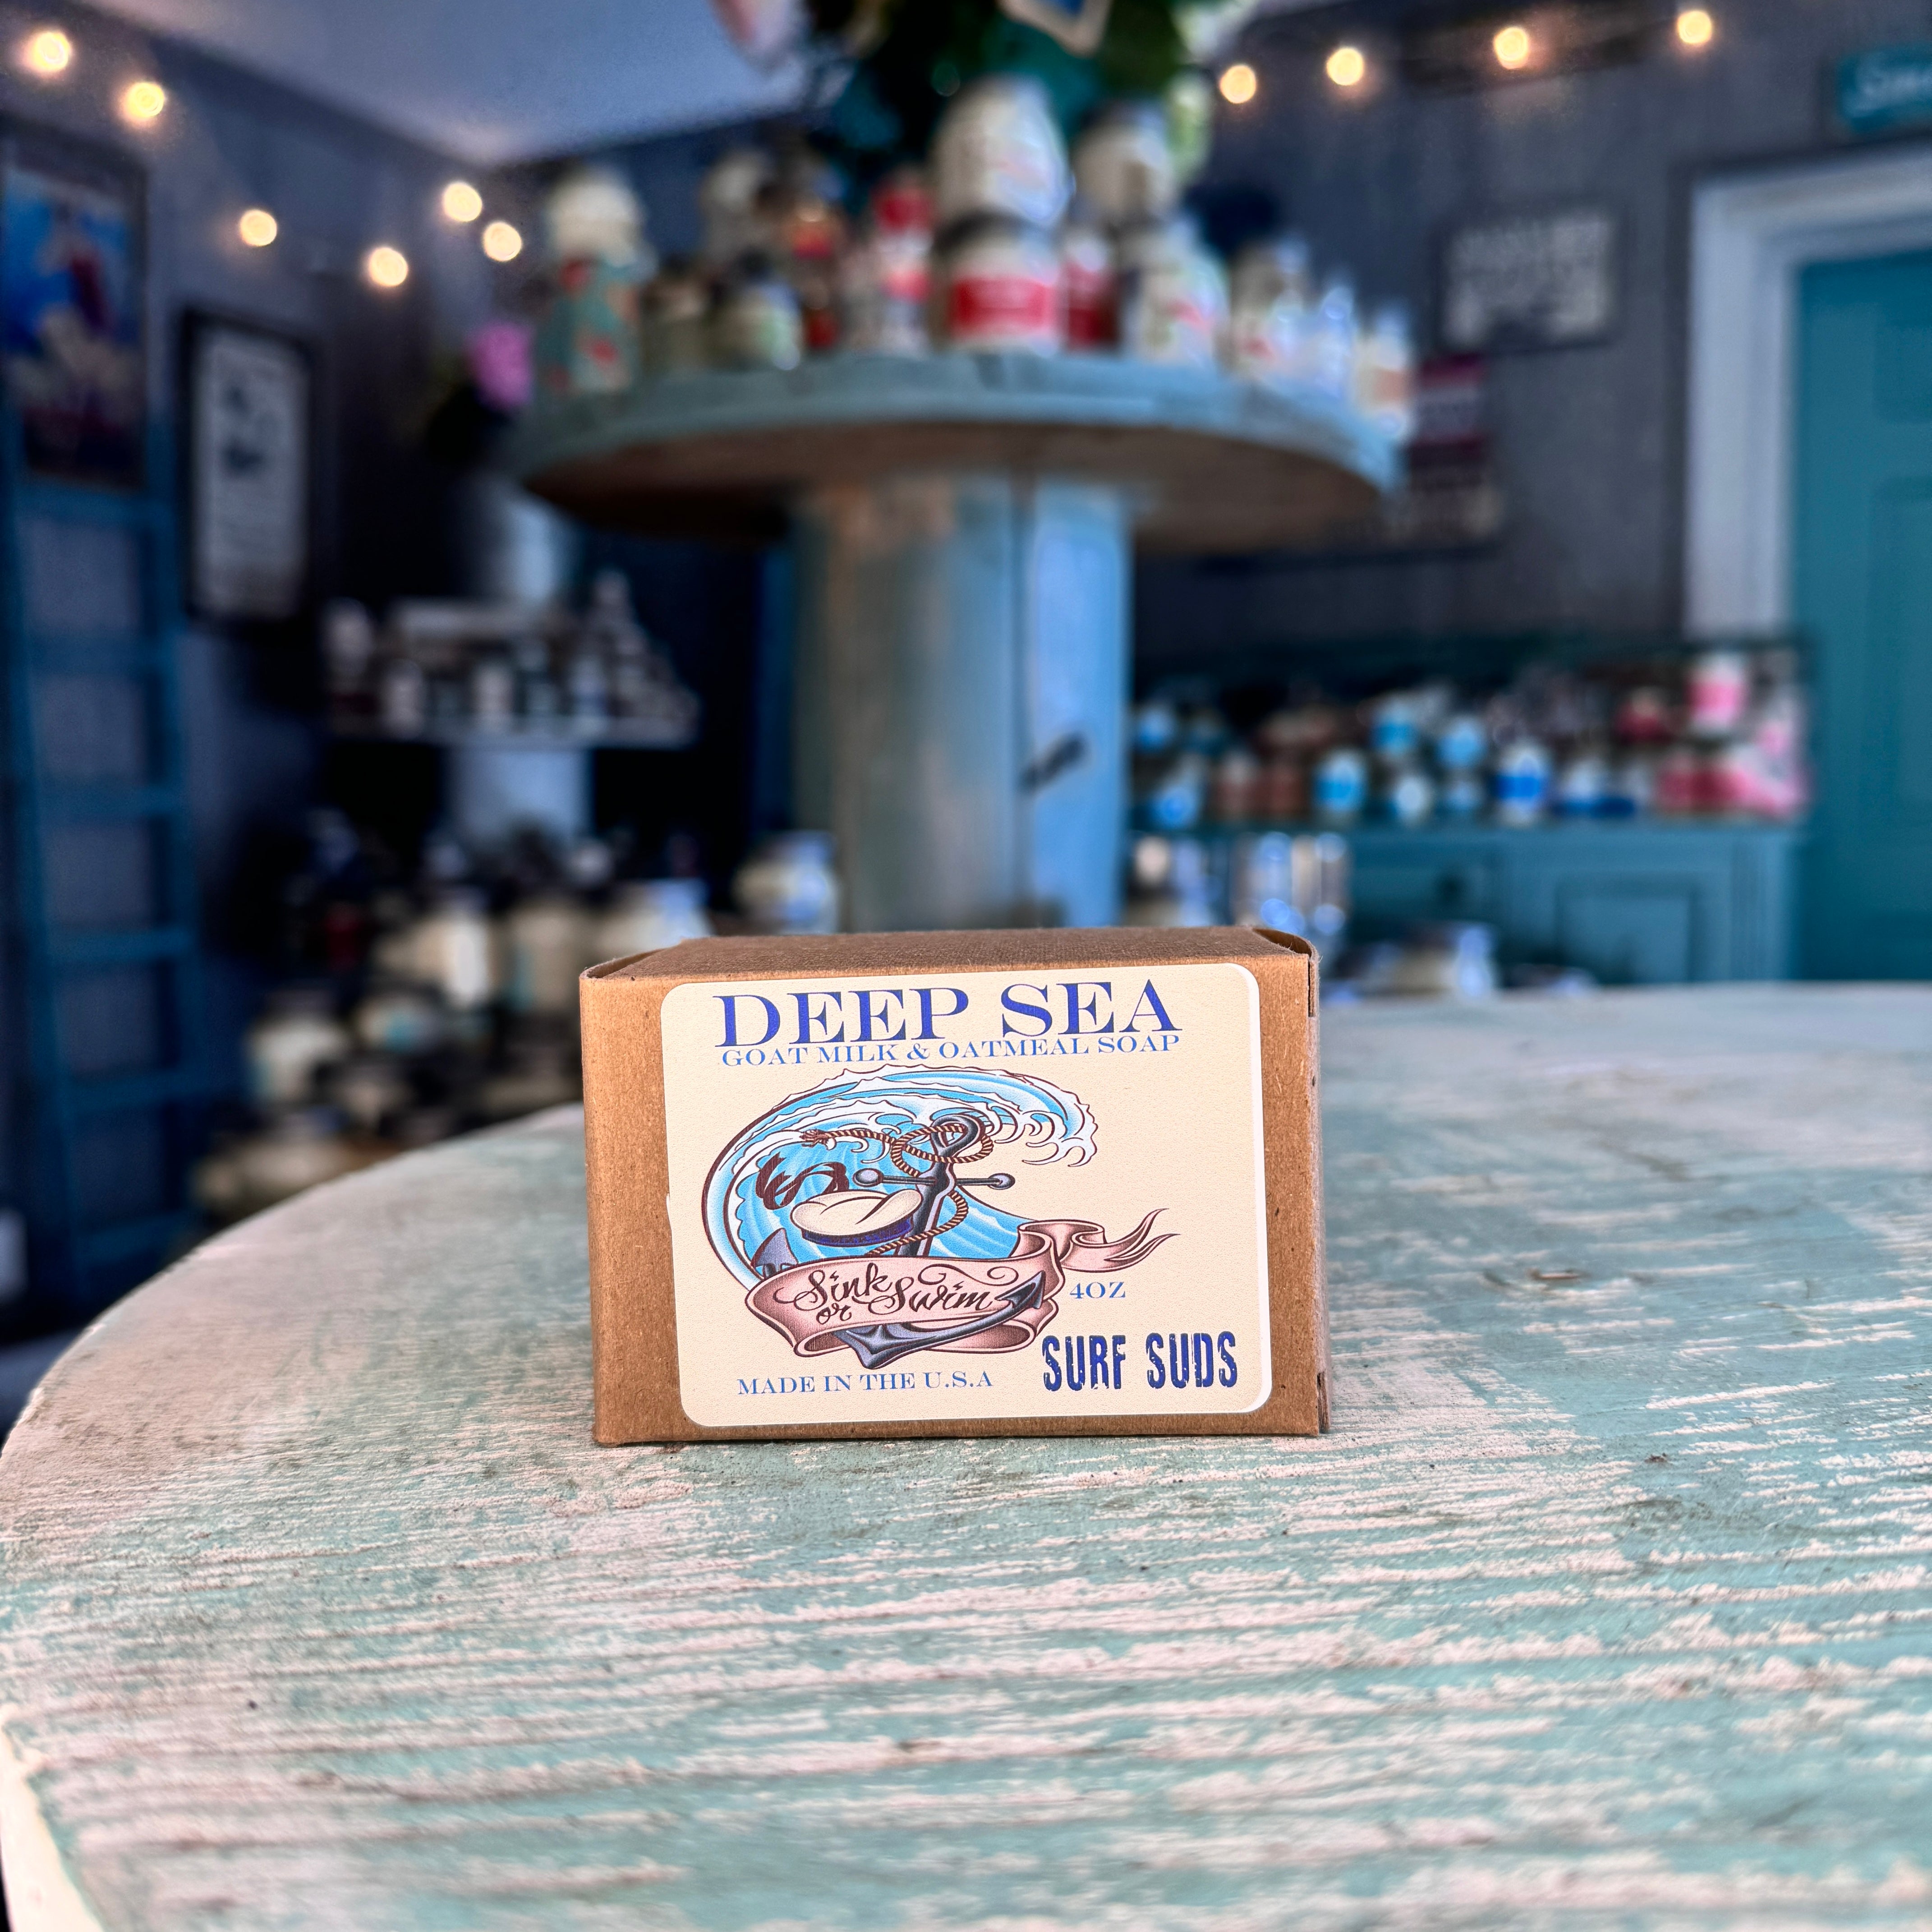 DEEP SEA
GOAT MILK & OATMEAL SOAP
Sink
or Swim
4OZ
SURF SUDS
MADE IN THE U.S.A